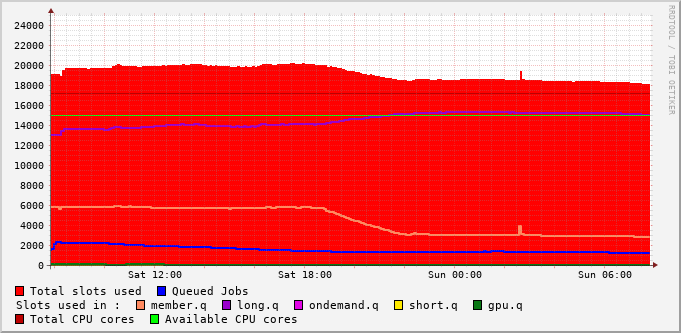 RRDTOOL / TOBI OETIKER
24000
22000
20000
18000
16000
14000
12000
10000
8000
6000
4000
2000
0
Sat 12:00 Sat 18:00 Sun 00:00 Sun 06:00
Total slots used Queued Jobs
Slots used in : member.q long.q ondemand.q short.q gpu.q
Total CPU cores Available CPU cores